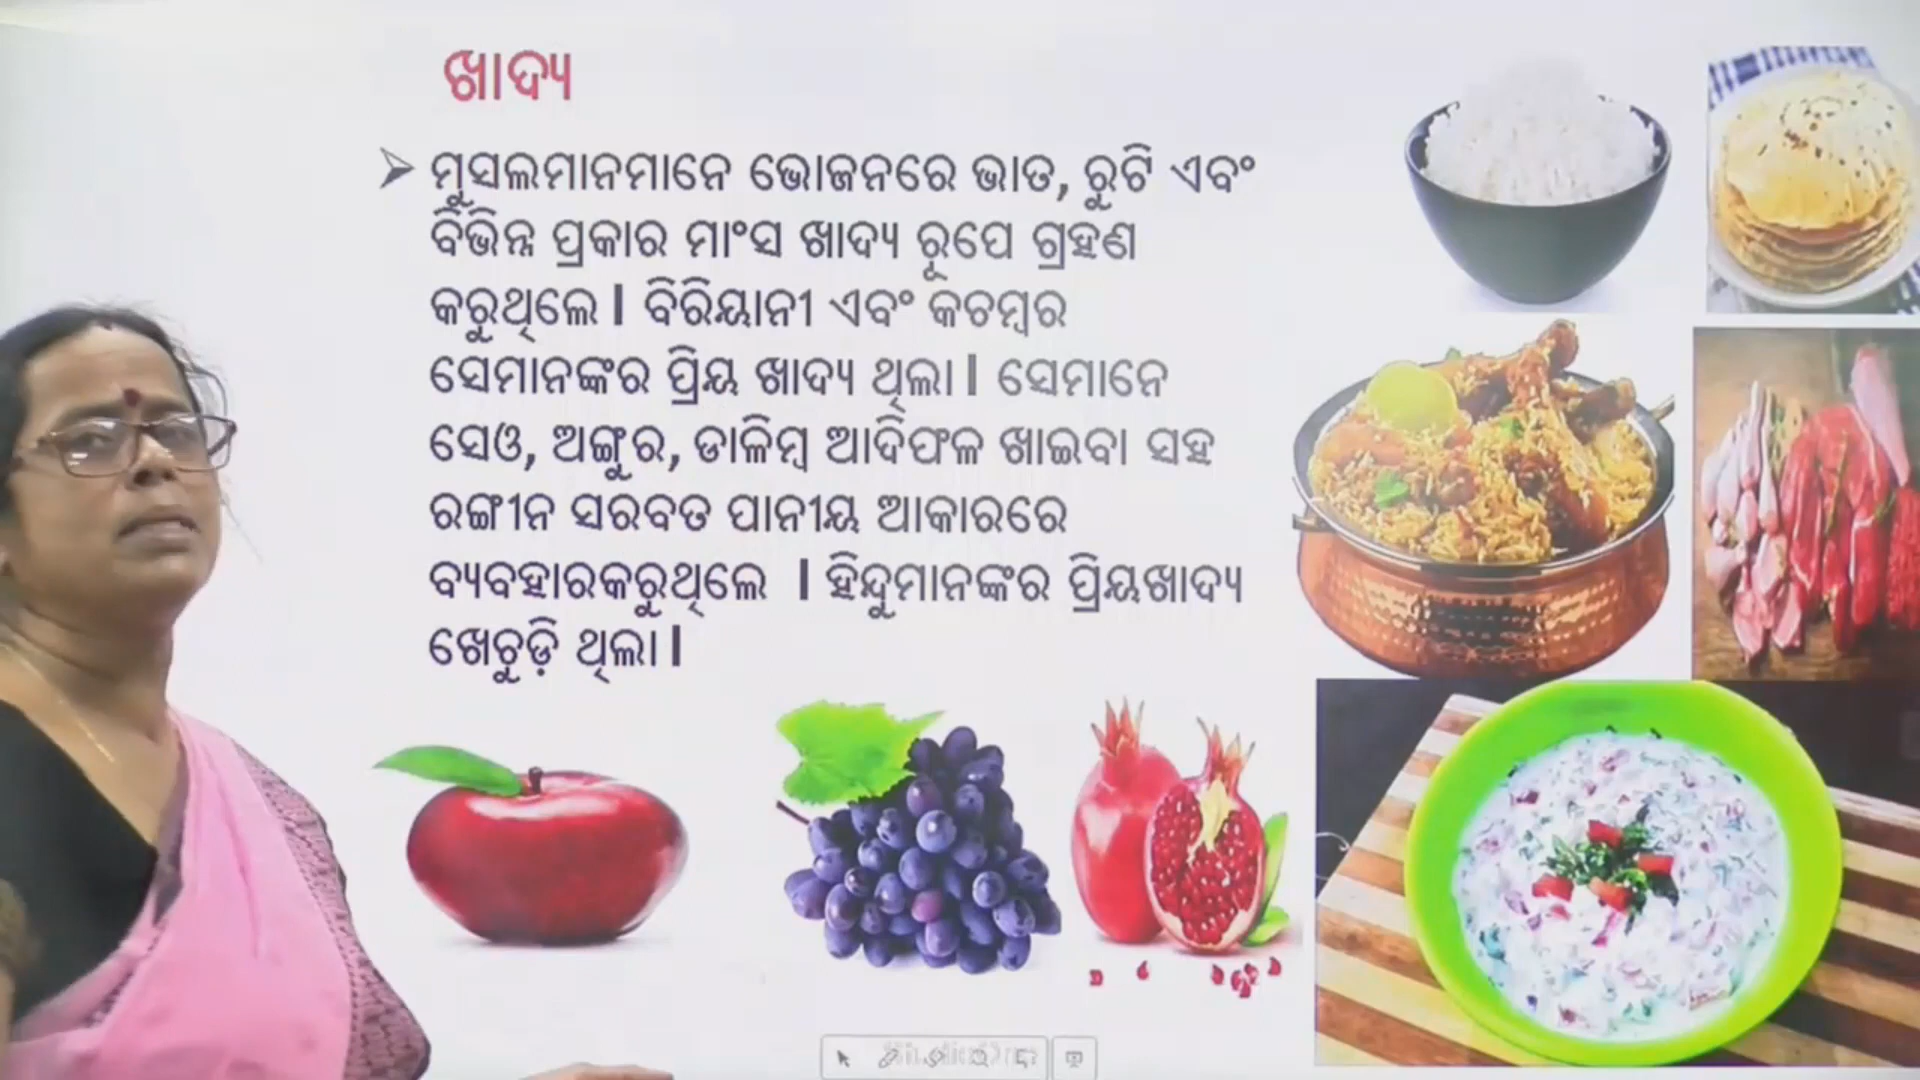 ଖାଦ୍ୟ
➢ ମୁସଲମାନମାନେ ଭୋଜନରେ ଭାତ, ରୁଟି ଏବଂ
ବିଭିନ୍ନ ପ୍ରକାର ମାଂସ ଖାଦ୍ୟ ରୂପେ ଗ୍ରହଣ
କରୁଥିଲେ l ବିରିୟାନୀ ଏବଂ କଚମ୍ବର
ସେମାନଙ୍କର ପ୍ରିୟ ଖାଦ୍ୟ ଥିଲା l ସେମାନେ
ସେଓ, ଅଙ୍ଗୁର, ଡାଳିମ୍ବ ଆଦିଫଳ ଖାଇବା ସହ
ରଙ୍ଗୀନ ସରବତ ପାନୀୟ ଆକାରରେ
ବ୍ୟବହାରକରୁଥିଲେ l ହିନ୍ଦୁମାନଙ୍କର ପ୍ରିୟଖାଦ୍ୟ
ଖେଚୁଡ଼ି ଥିଲା l